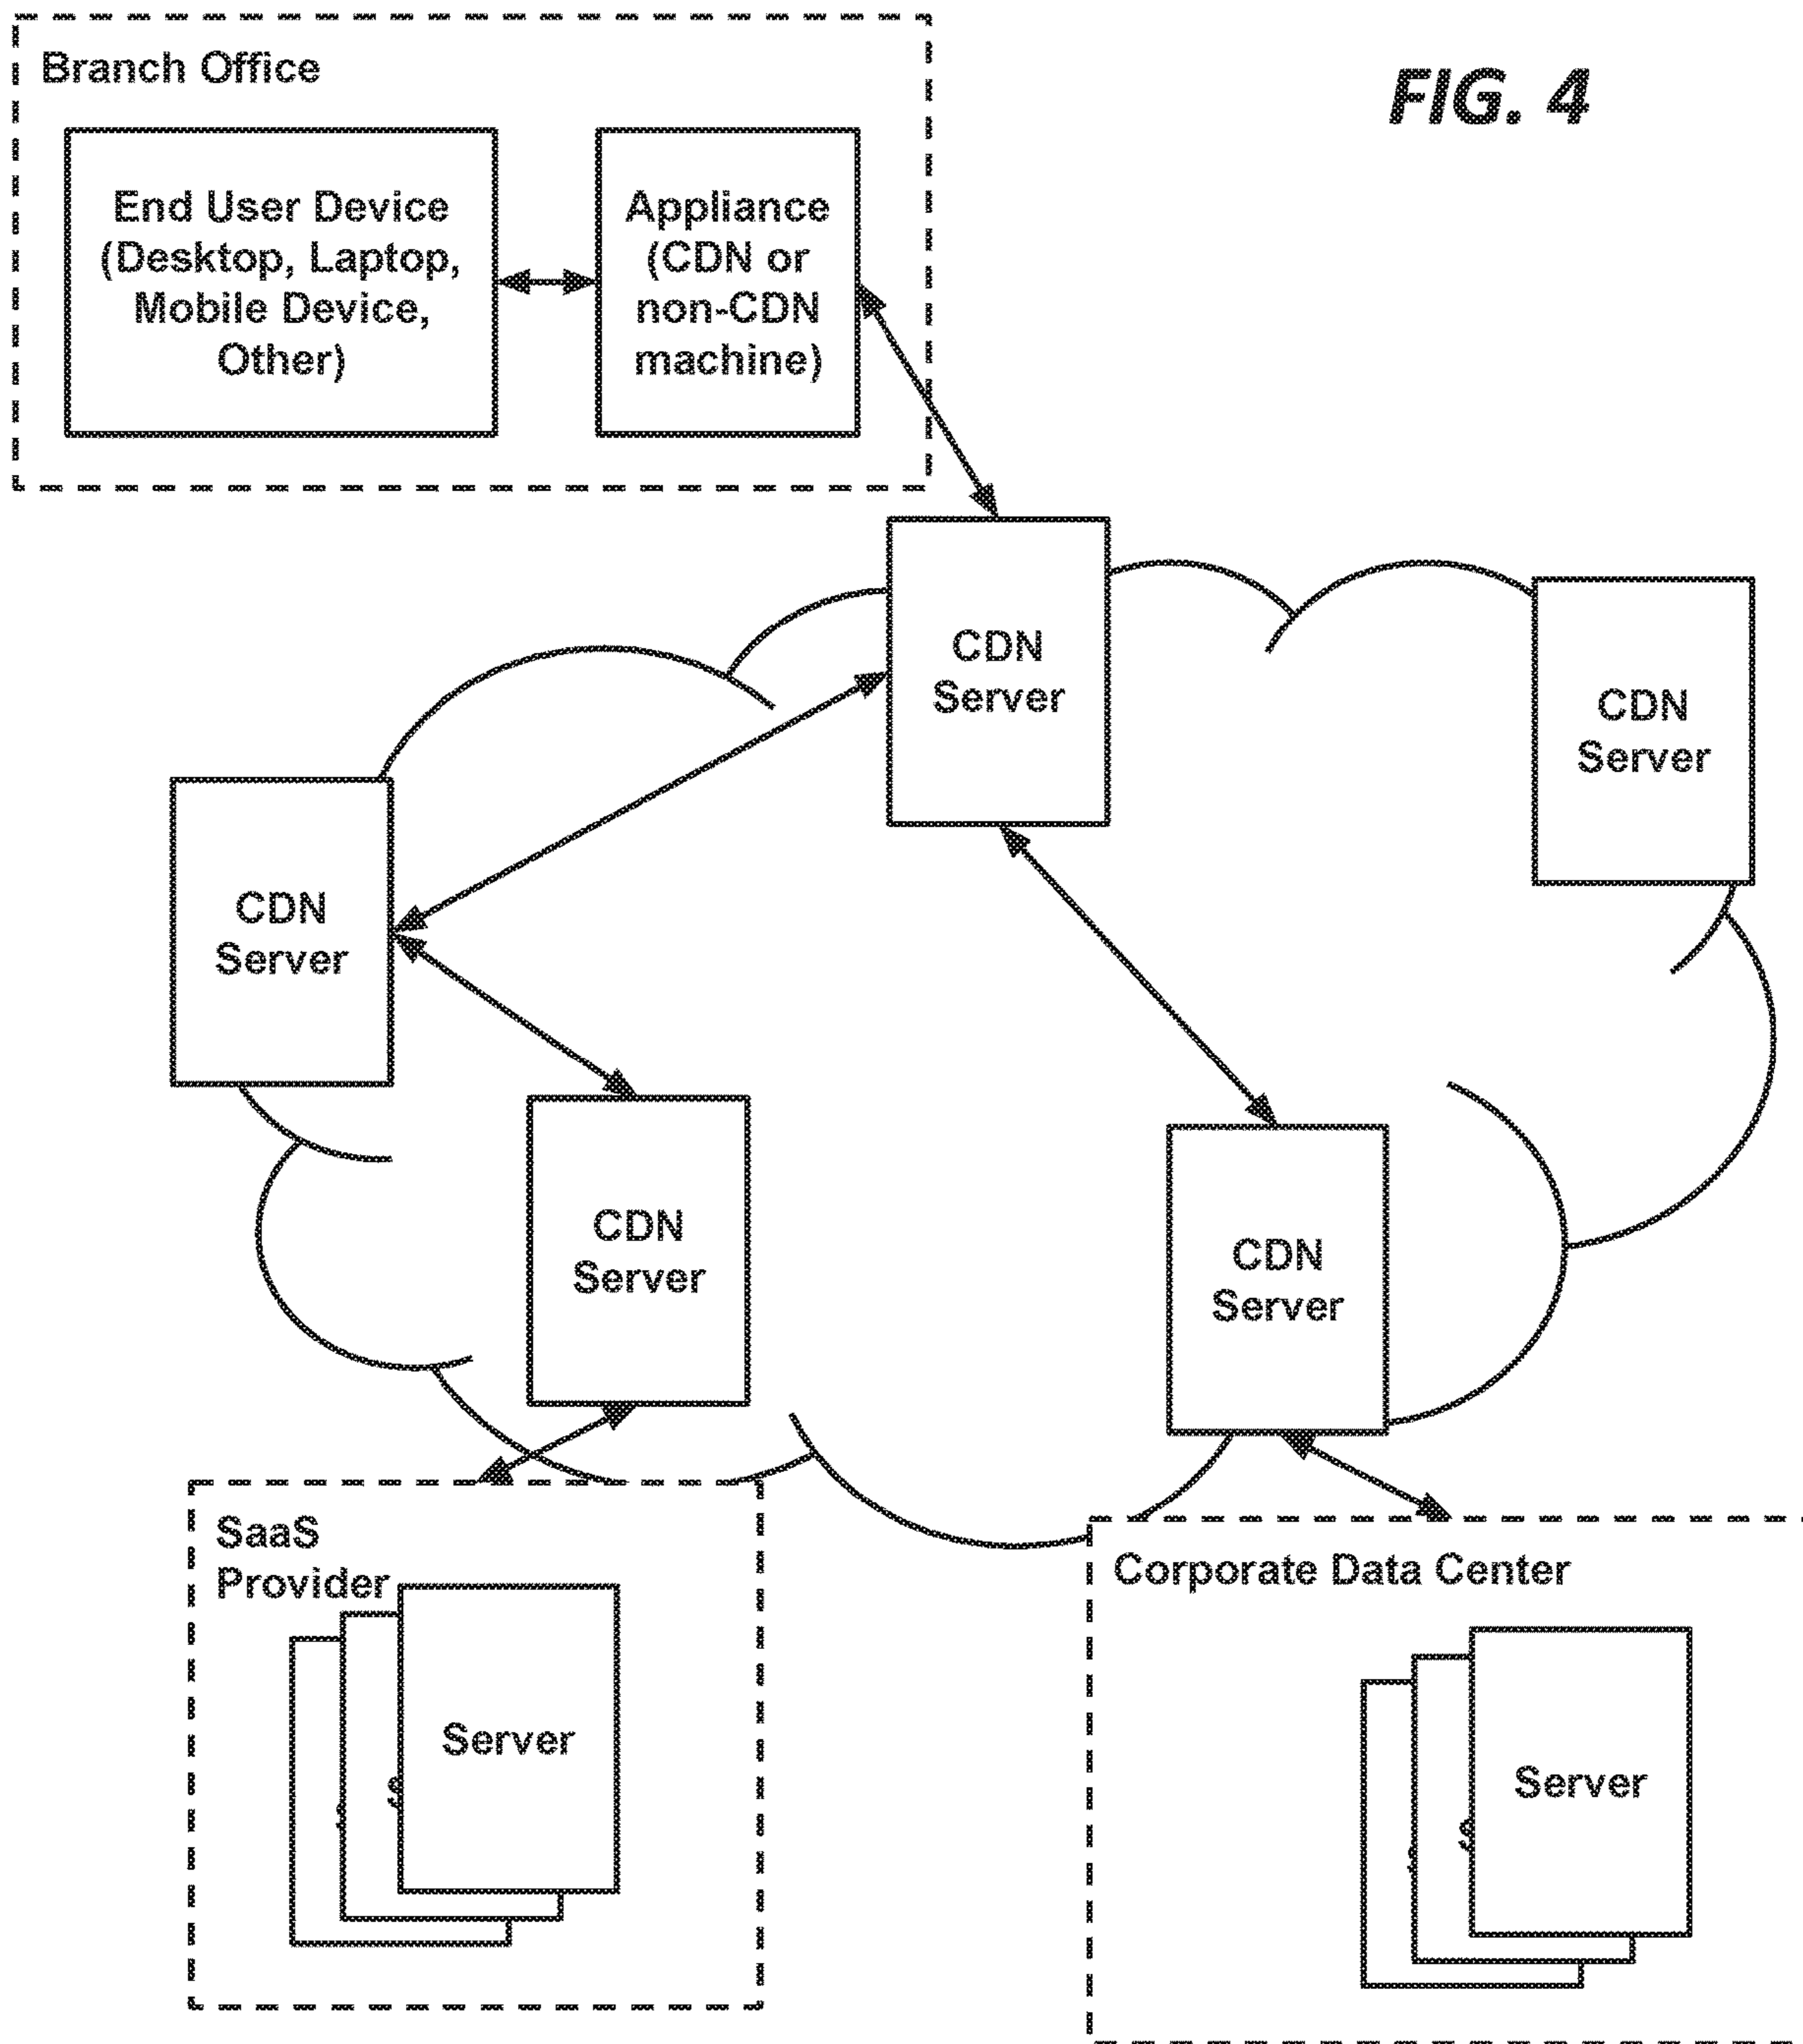 Branch Office
FIG. 4
End User Device
(Desktop, Laptop,
Mobile Device,
Other)
Appliance
(CDN or
non-CDN
machine)
CDN
Server
CDN
Server
CDN
Server
CDN
Server
CDN
Server
SaaS
Provider
Server
Corporate Data Center
Server